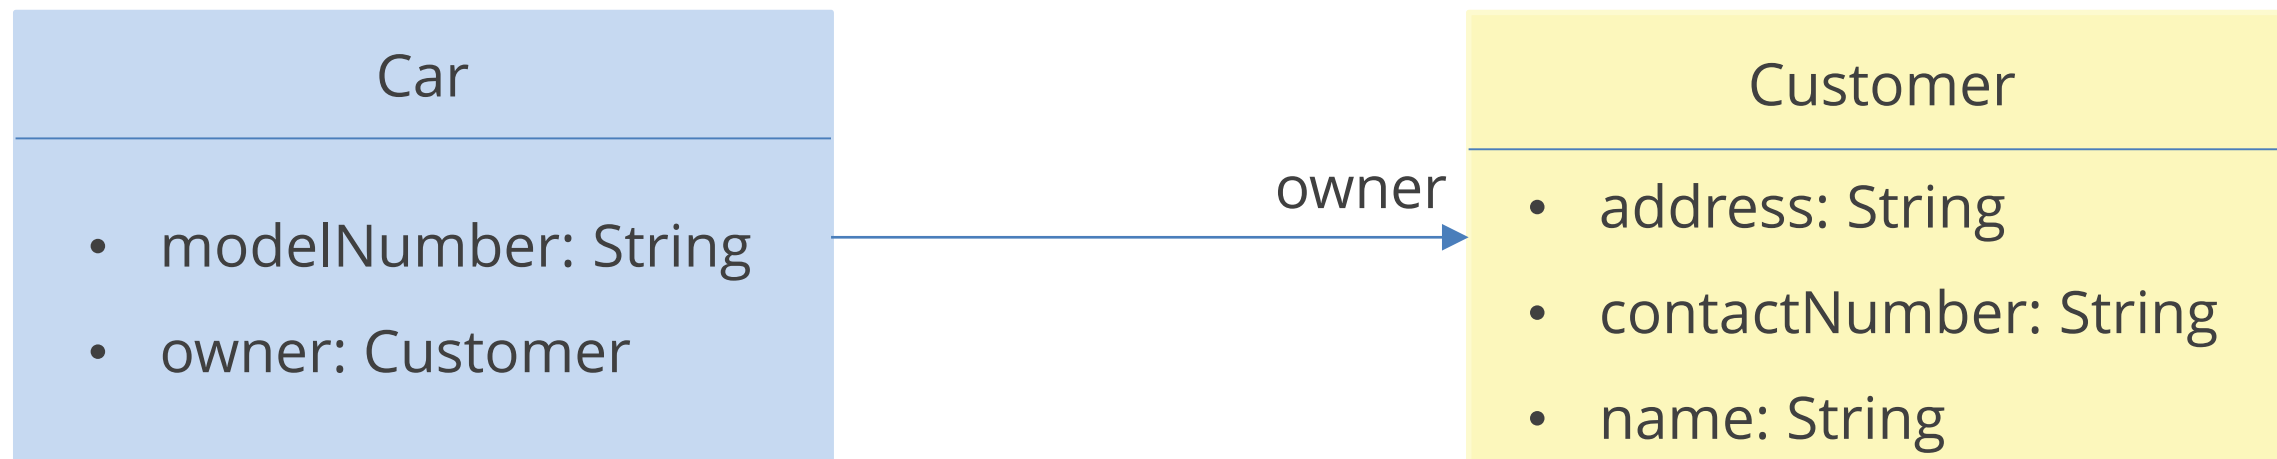 Car
• modelNumber: String
• owner: Customer
owner
Customer
• address: String
• contactNumber: String
• name: String